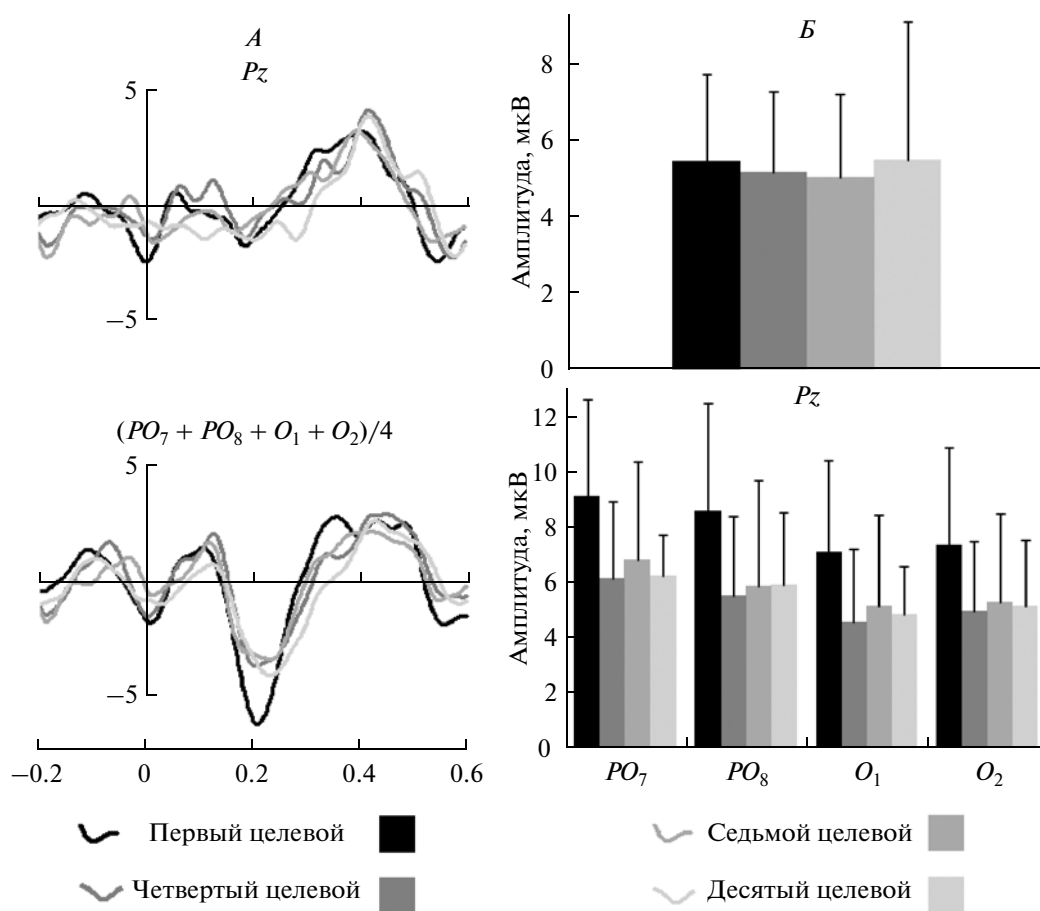 А
Pz
5
−5
Б
Амплитуда, мкВ
8
6
4
2
0
Pz
(PO₇ + PO₈ + O₁ + O₂)/4
5
−5
−0.2 0 0.2 0.4 0.6
Амплитуда, мкВ
12
10
8
6
4
2
0
PO₇ PO₈ O₁ O₂
Первый целевой
Седьмой целевой
Четвертый целевой
Десятый целевой